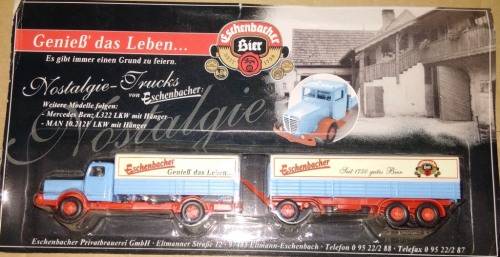 Genieß' das Leben...
Es gibt immer einen Grund zu feiern.
Eschenbacher
Bier
Nostalgie-Trucks
von Eschenbacher:
Weitere Modelle folgen:
- Mercedes Benz L322 LKW mit Hänger
- MAN 10.212F LKW mit Hänger
Nostalgie
Eschenbacher
Genieß' das Leben...
Eschenbacher
Bier
Seit 1750 gutes Bier
Eschenbacher Privatbrauerei GmbH · Eltmanner Straße 12 · 97483 Eltmann-Eschenbach · Telefon 0 95 22/2 88 · Telefax 0 95 22/87